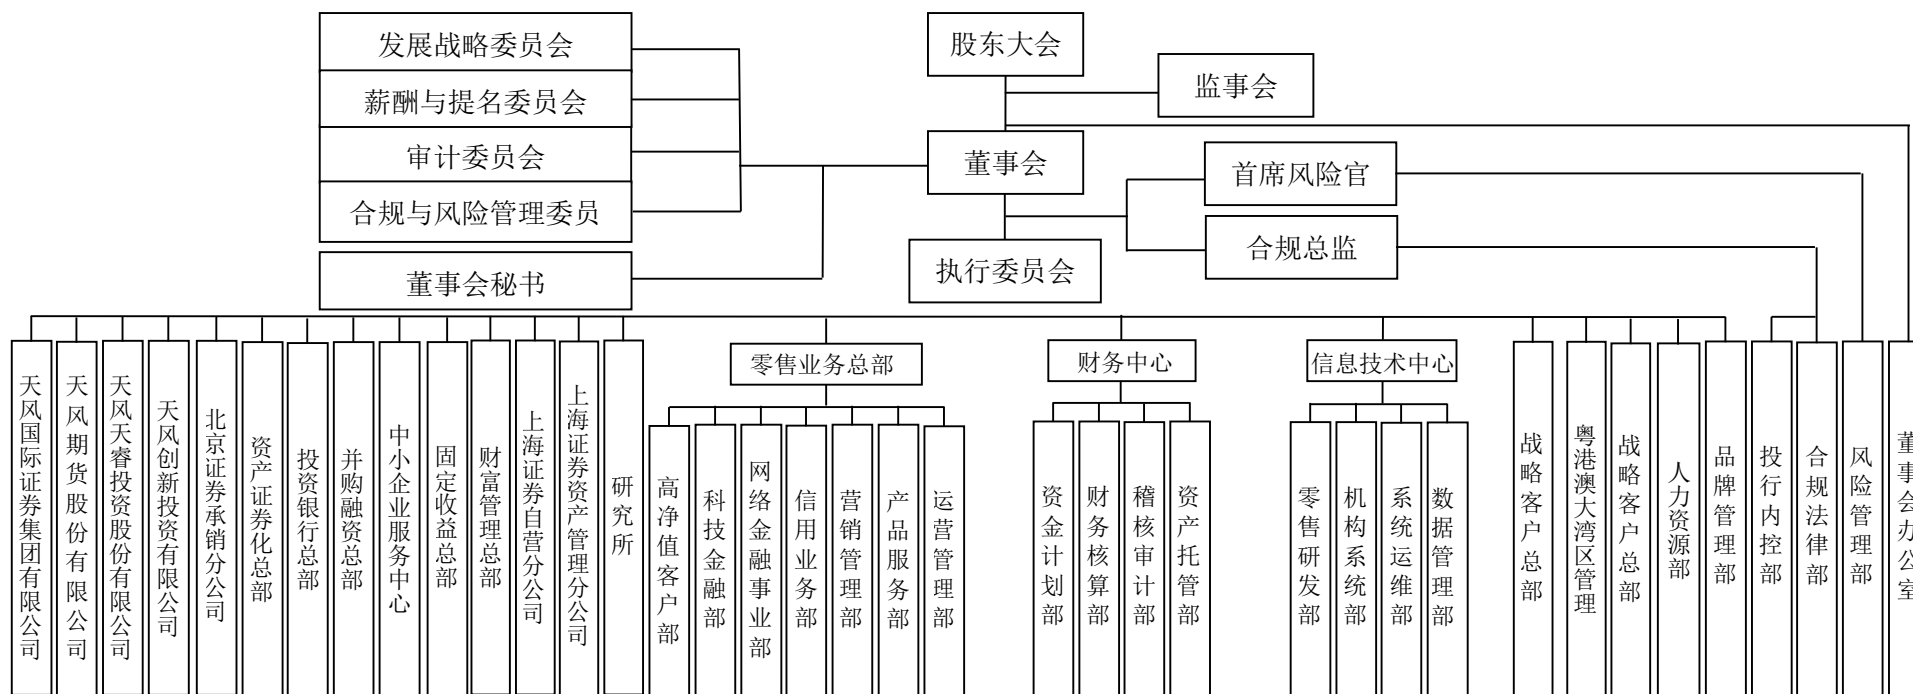 发展战略委员会
股东大会
监事会
薪酬与提名委员会
审计委员会
董事会
首席风险官
合规与风险管理委员
合规总监
执行委员会
董事会秘书
零售业务总部
财务中心
信息技术中心
天风国际证券集团有限公司
天风期货股份有限公司
天风天睿投资股份有限公司
天风创新投资有限公司
北京证券承销分公司
资产证券化总部
投资银行总部
并购融资总部
中小企业服务中心
固定收益总部
财富管理总部
上海证券自营分公司
上海证券资产管理分公司
研究所
高净值客户部
科技金融部
网络金融事业部
信用业务部
营销管理部
产品服务部
运营管理部
资金计划部
财务核算部
稽核审计部
资产托管部
零售研发部
机构系统部
系统运维部
数据管理部
战略客户总部
粤港澳大湾区管理
战略客户总部
人力资源部
品牌管理部
投行内控部
合规法律部
风险管理部
董事会办公室